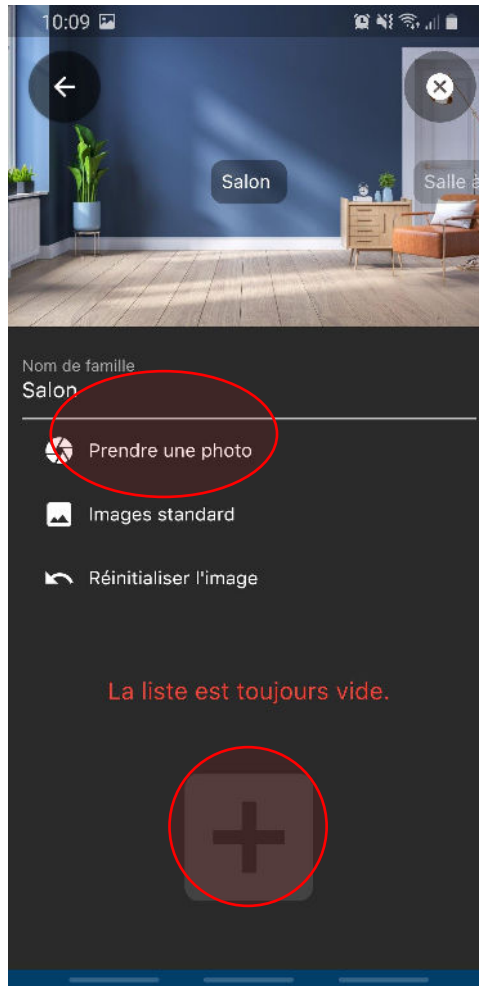 10:09
Salon
Salle à
Nom de famille
Salon
Prendre une photo
Images standard
Réinitialiser l'image
La liste est toujours vide.